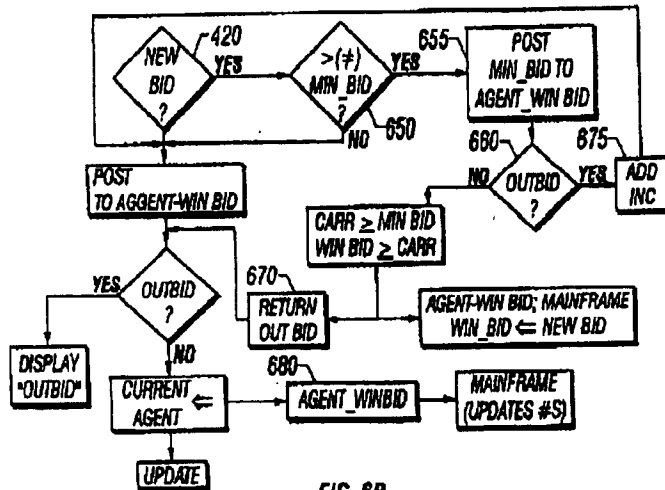 420
NEW
BID
?
YES
>(≠)
MIN_BID
?
650
YES
NO
655
POST
MIN_BID TO
AGENT_WIN BID
660
OUTBID
?
NO
YES
675
ADD
INC
POST
TO AGGENT-WIN BID
CARR ≥ MIN BID
WIN BID ≥ CARR
OUTBID
?
YES
NO
670
RETURN
OUT BID
AGENT-WIN BID; MAINFRAME
WIN_BID ⇐ NEW BID
DISPLAY
"OUTBID"
CURRENT ⇐
AGENT
680
AGENT_WINBID
MAINFRAME
(UPDATES #S)
UPDATE